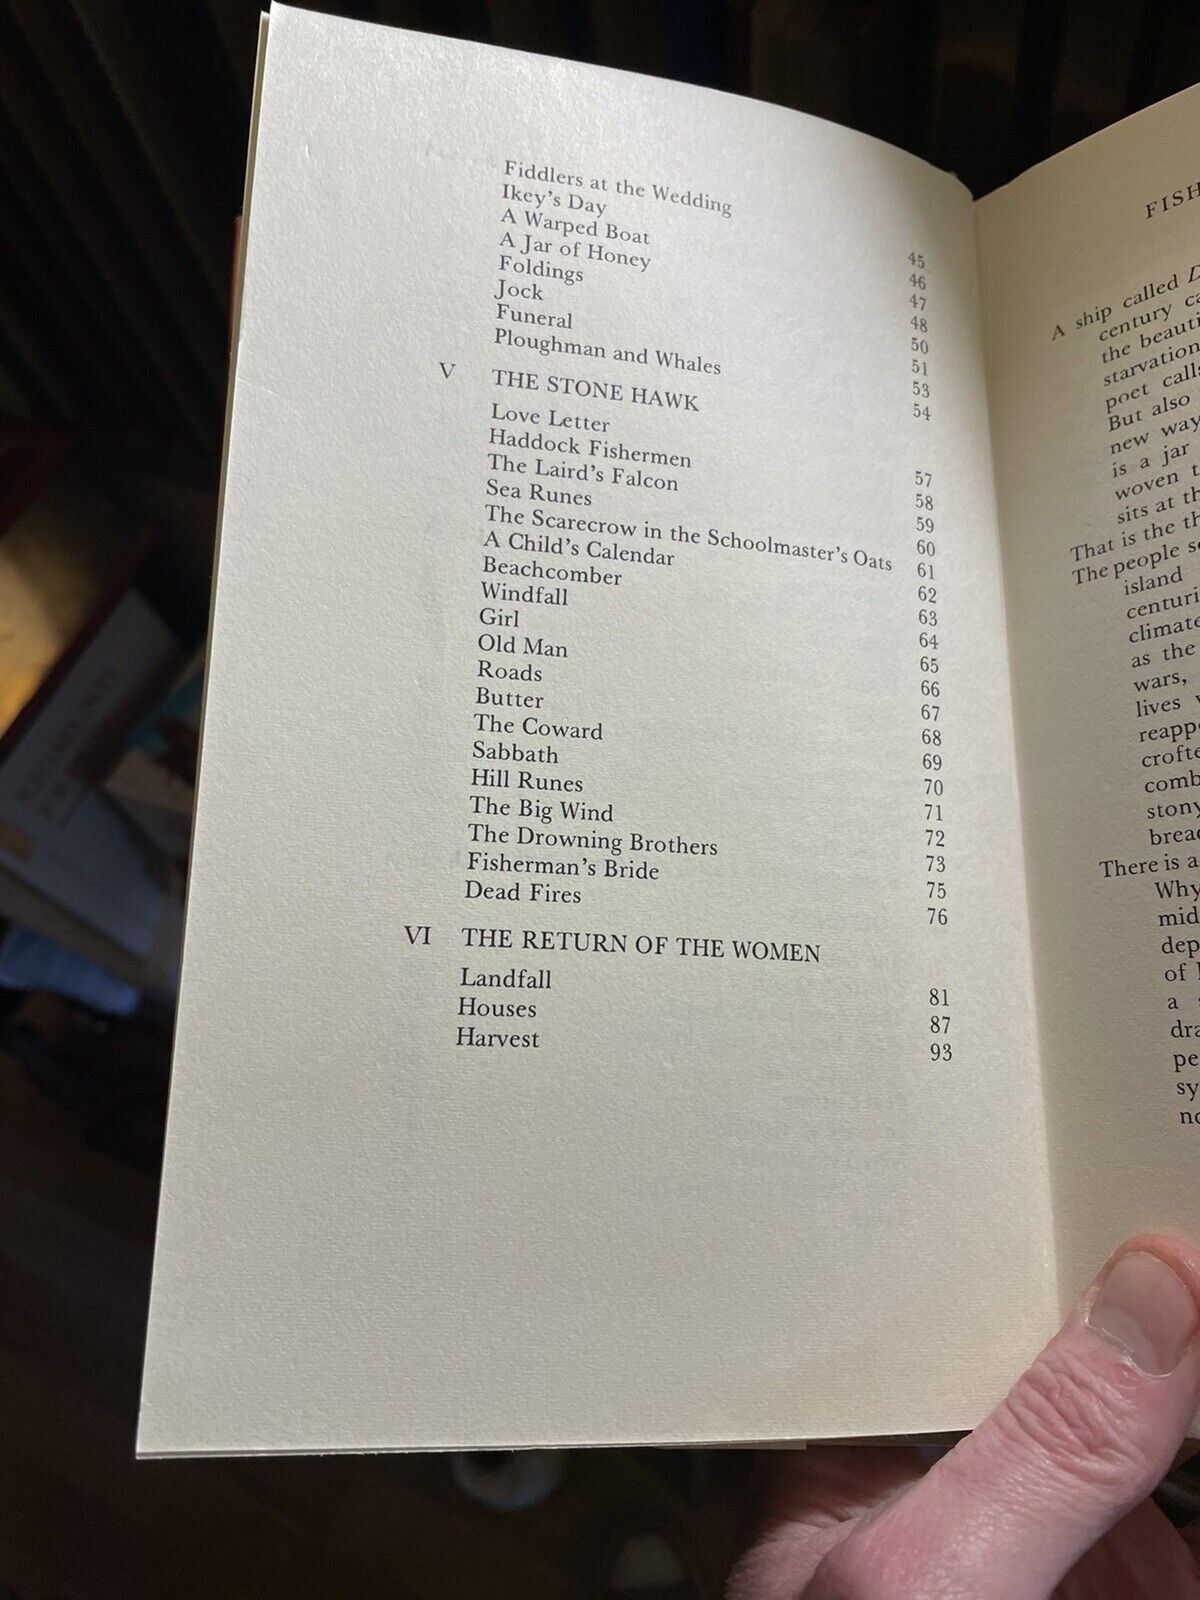 Fiddlers at the Wedding 45
Ikey's Day 46
A Warped Boat 47
A Jar of Honey 48
Foldings 50
Jock 51
Funeral 53
Ploughman and Whales 54
V THE STONE HAWK
Love Letter 57
Haddock Fishermen 58
The Laird's Falcon 59
Sea Runes 60
The Scarecrow in the Schoolmaster's Oats 61
A Child's Calendar 62
Beachcomber 63
Windfall 64
Girl 65
Old Man 66
Roads 67
Butter 68
The Coward 69
Sabbath 70
Hill Runes 71
The Big Wind 72
The Drowning Brothers 73
Fisherman's Bride 75
Dead Fires 76
VI THE RETURN OF THE WOMEN
Landfall 81
Houses 87
Harvest 93
FISH
A ship called D
century ca
the beauti
starvation
poet calls
But also
new way
is a jar
woven t
sits at th
That is the th
The people s
island
centuri
climate
as the
wars,
lives
reapp
crofte
comb
stony
bread
There is a
Why
mid
dep
of
a
dra
pe
sy
no